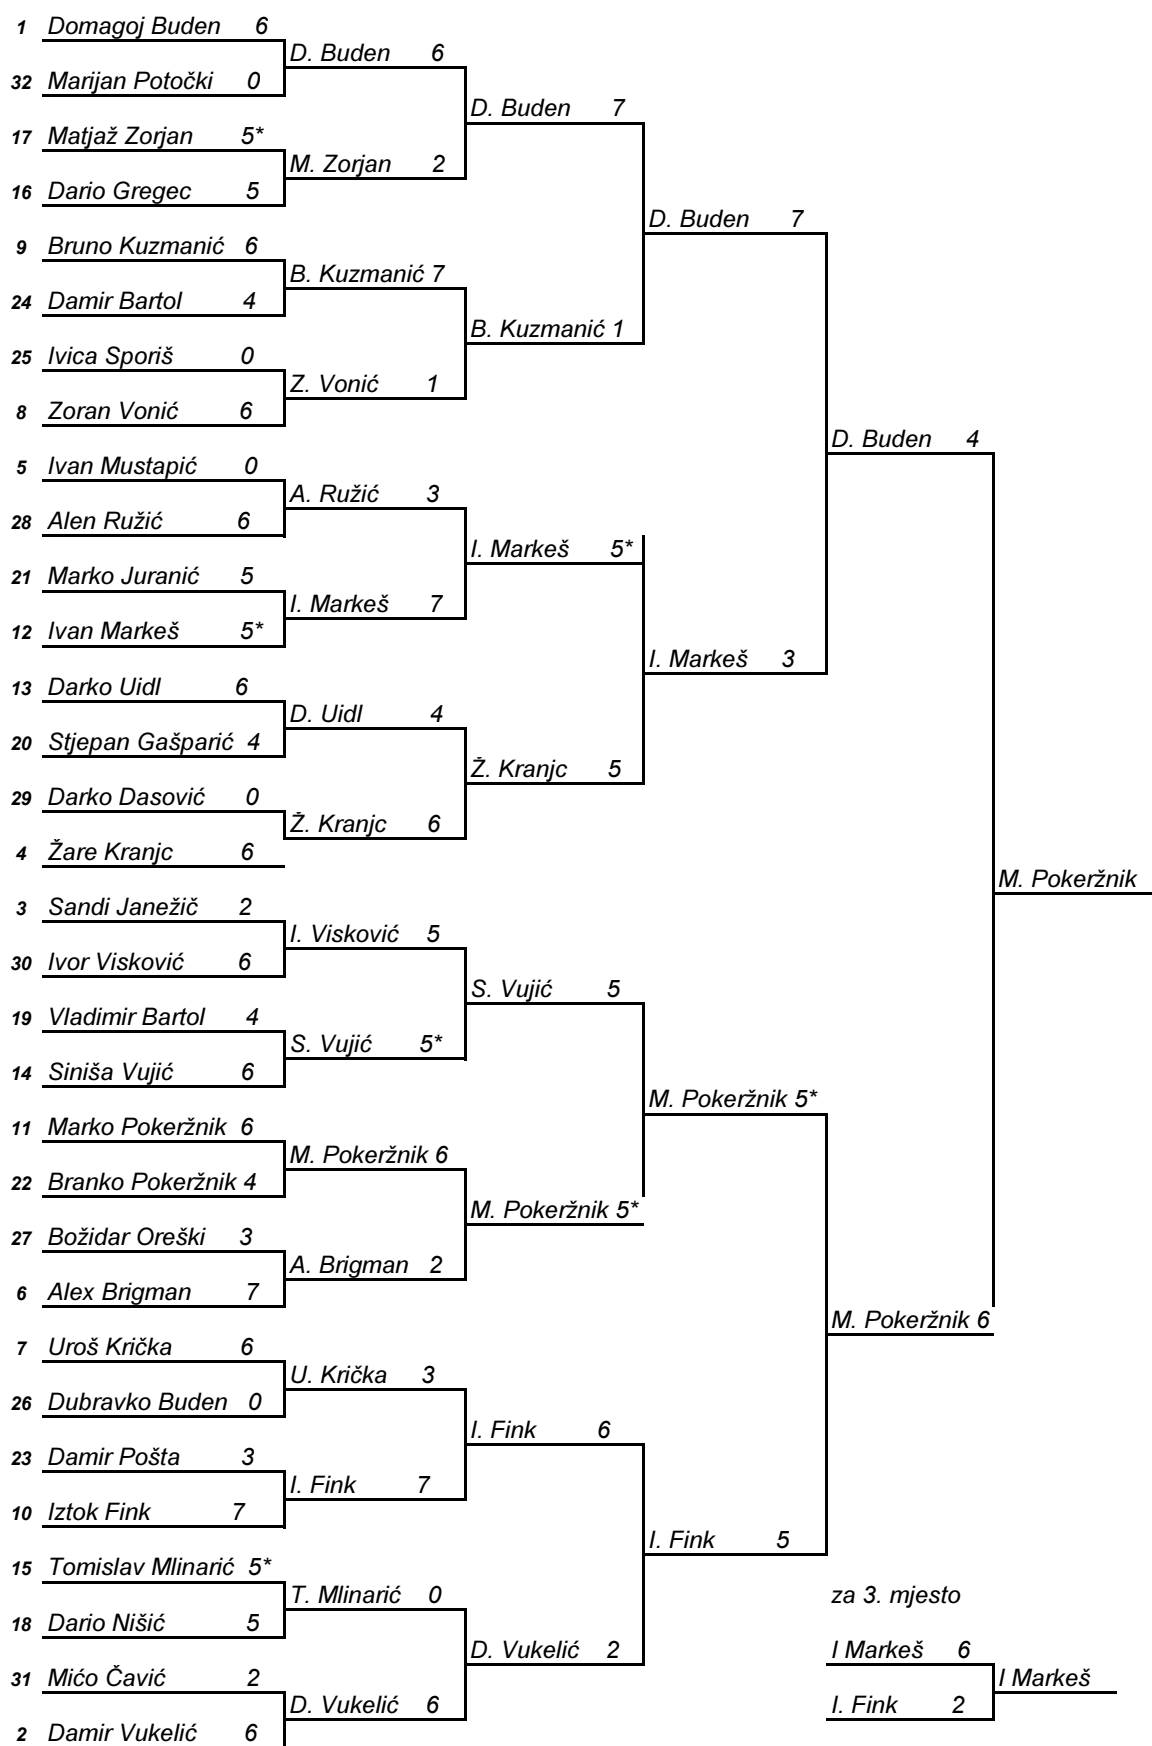 1 Domagoj Buden 6
D. Buden 6
32 Marijan Potočki 0
D. Buden 7
17 Matjaž Zorjan 5*
M. Zorjan 2
16 Dario Gregec 5
D. Buden 7
9 Bruno Kuzmanić 6
B. Kuzmanić 7
24 Damir Bartol 4
B. Kuzmanić 1
25 Ivica Sporiš 0
Z. Vonić 1
8 Zoran Vonić 6
D. Buden 4
5 Ivan Mustapić 0
A. Ružić 3
28 Alen Ružić 6
I. Markeš 5*
21 Marko Juranić 5
I. Markeš 7
12 Ivan Markeš 5*
I. Markeš 3
13 Darko Uidl 6
D. Uidl 4
20 Stjepan Gašparić 4
Ž. Kranjc 5
29 Darko Dasović 0
Ž. Kranjc 6
4 Žare Kranjc 6
M. Pokeržnik
3 Sandi Janežič 2
I. Visković 5
30 Ivor Visković 6
S. Vujić 5
19 Vladimir Bartol 4
S. Vujić 5*
14 Siniša Vujić 6
M. Pokeržnik 5*
11 Marko Pokeržnik 6
M. Pokeržnik 6
22 Branko Pokeržnik 4
M. Pokeržnik 5*
27 Božidar Oreški 3
A. Brigman 2
6 Alex Brigman 7
M. Pokeržnik 6
7 Uroš Krička 6
U. Krička 3
26 Dubravko Buden 0
I. Fink 6
23 Damir Pošta 3
I. Fink 7
10 Iztok Fink 7
I. Fink 5
15 Tomislav Mlinarić 5*
T. Mlinarić 0
za 3. mjesto
18 Dario Nišić 5
D. Vukelić 2
I Markeš 6
31 Mićo Čavić 2
I Markeš
D. Vukelić 6
I. Fink 2
2 Damir Vukelić 6